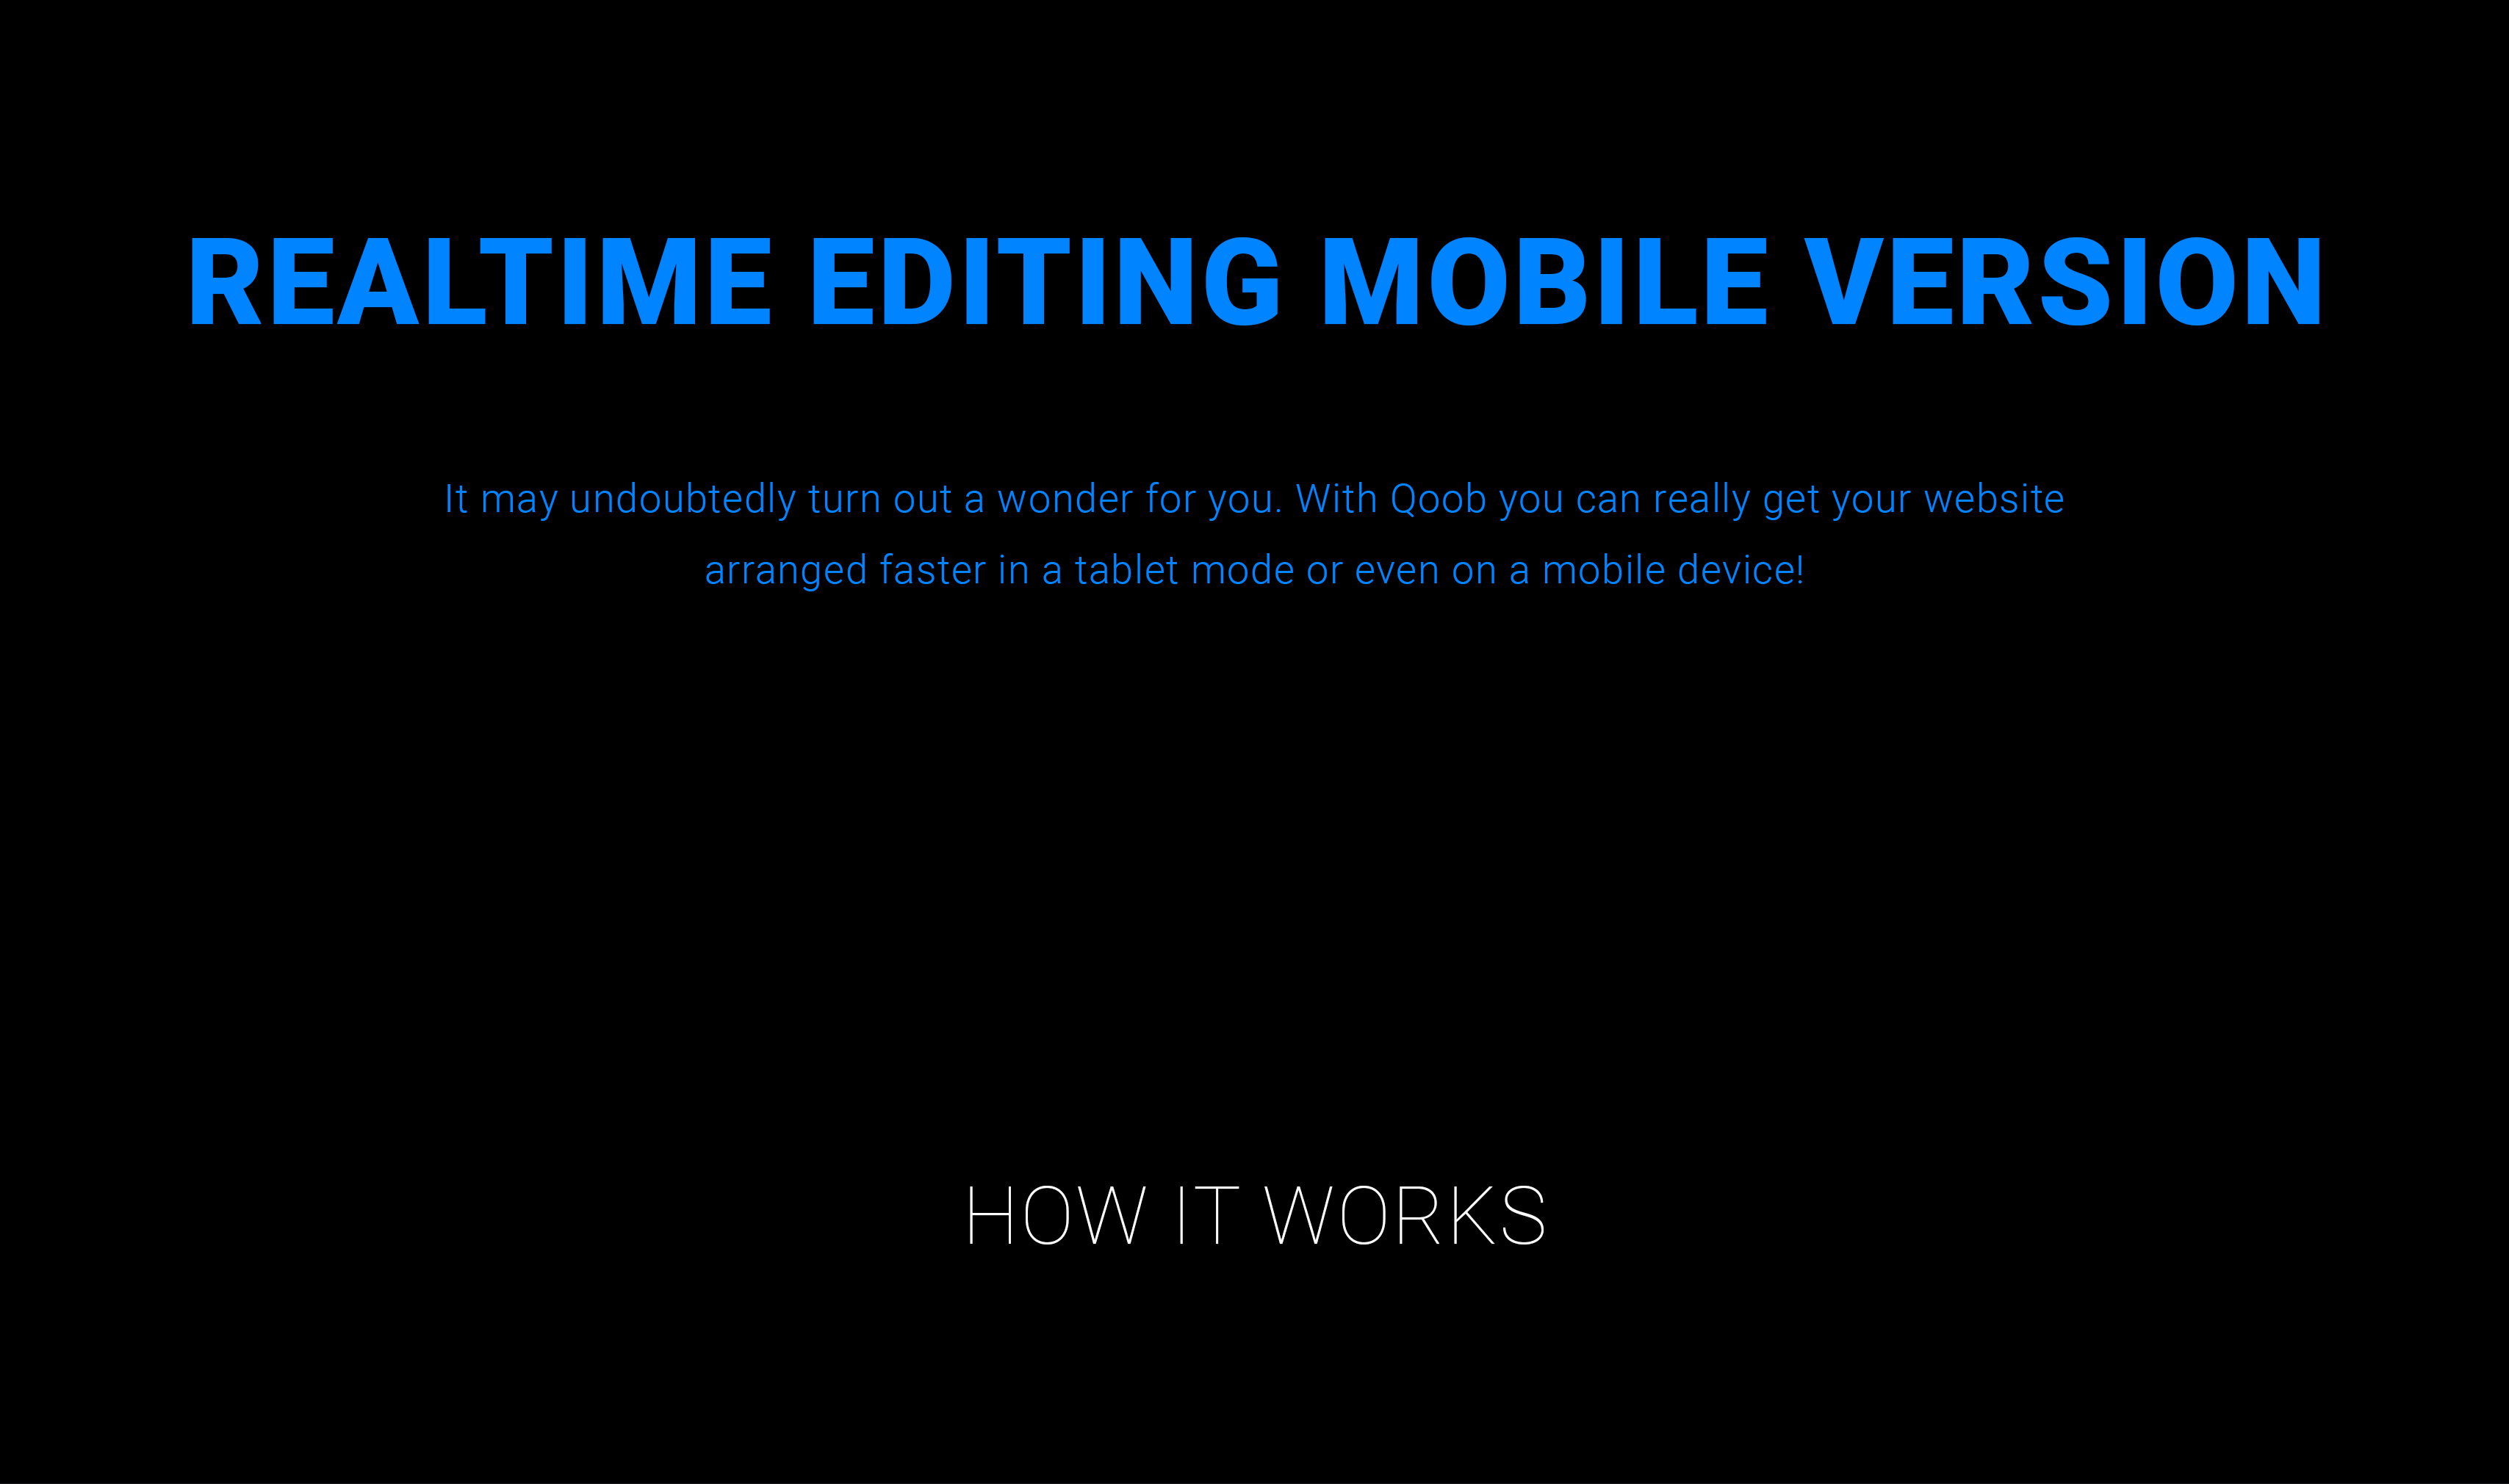 REALTIME EDITING MOBILE VERSION
It may undoubtedly turn out a wonder for you. With Qoob you can really get your website
arranged faster in a tablet mode or even on a mobile device!
HOW IT WORKS